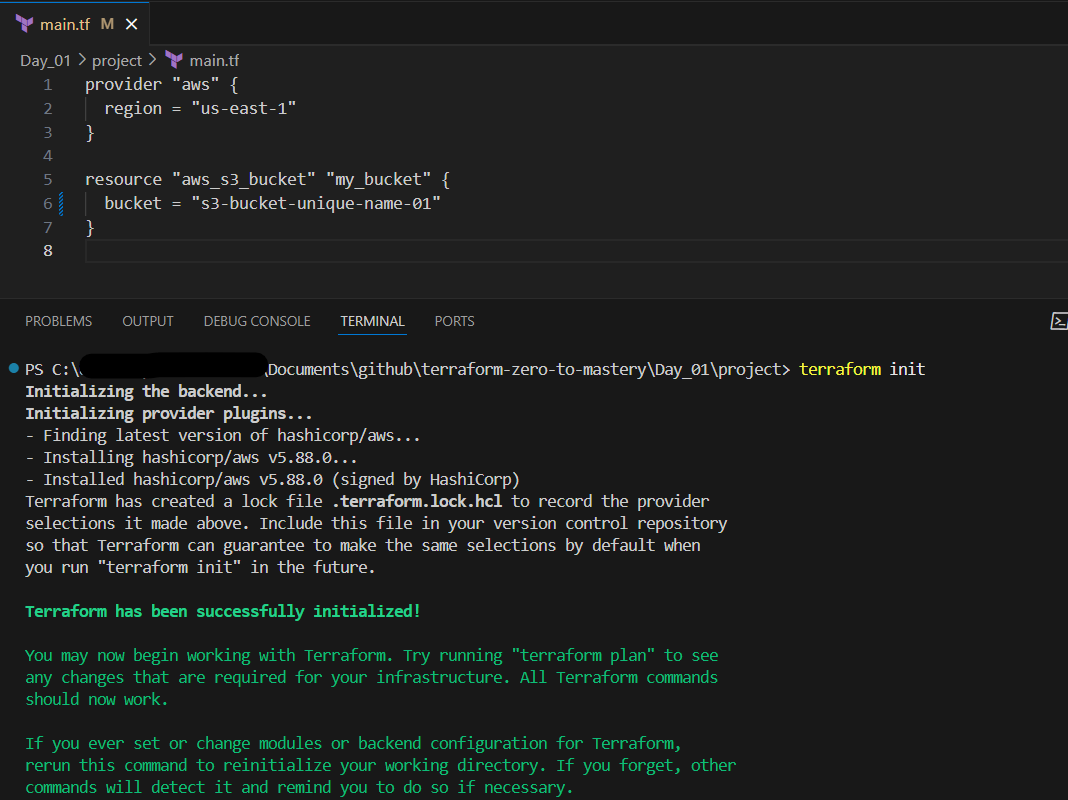 main.tf M
Day_01 > project > main.tf
1 provider "aws" {
2 region = "us-east-1"
3 }
4
5 resource "aws_s3_bucket" "my_bucket" {
6 bucket = "s3-bucket-unique-name-01"
7 }
8
PROBLEMS OUTPUT DEBUG CONSOLE TERMINAL PORTS
PS C:\ \Documents\github\terraform-zero-to-mastery\Day_01\project> terraform init
Initializing the backend...
Initializing provider plugins...
- Finding latest version of hashicorp/aws...
- Installing hashicorp/aws v5.88.0...
- Installed hashicorp/aws v5.88.0 (signed by HashiCorp)
Terraform has created a lock file .terraform.lock.hcl to record the provider
selections it made above. Include this file in your version control repository
so that Terraform can guarantee to make the same selections by default when
you run "terraform init" in the future.
Terraform has been successfully initialized!
You may now begin working with Terraform. Try running "terraform plan" to see
any changes that are required for your infrastructure. All Terraform commands
should now work.
If you ever set or change modules or backend configuration for Terraform,
rerun this command to reinitialize your working directory. If you forget, other
commands will detect it and remind you to do so if necessary.